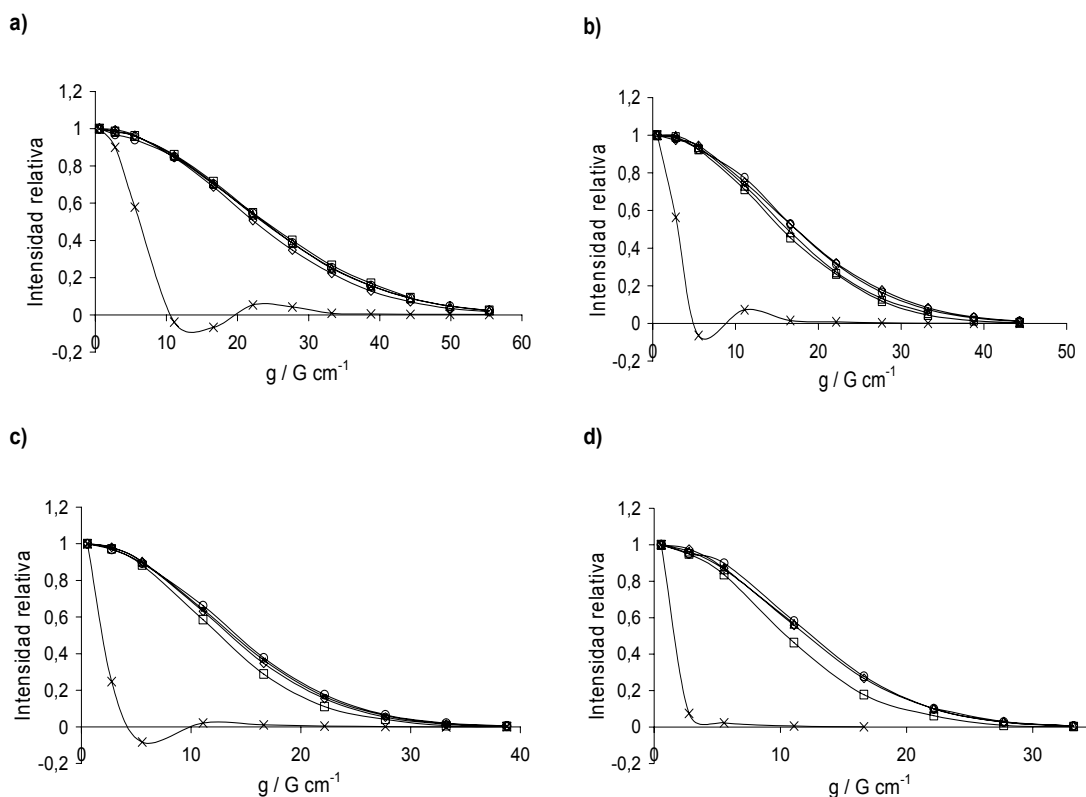 a)
1,2
1
0,8
0,6
0,4
0,2
0
-0,2
Intensidad relativa
0 10 20 30 40 50 60
g / G cm-1
b)
1,2
1
0,8
0,6
0,4
0,2
0
-0,2
Intensidad relativa
0 10 20 30 40 50
g / G cm-1
c)
1,2
1
0,8
0,6
0,4
0,2
0
-0,2
Intensidad relativa
0 10 20 30 40
g / G cm-1
d)
1,2
1
0,8
0,6
0,4
0,2
0
-0,2
Intensidad relativa
0 10 20 30
g / G cm-1